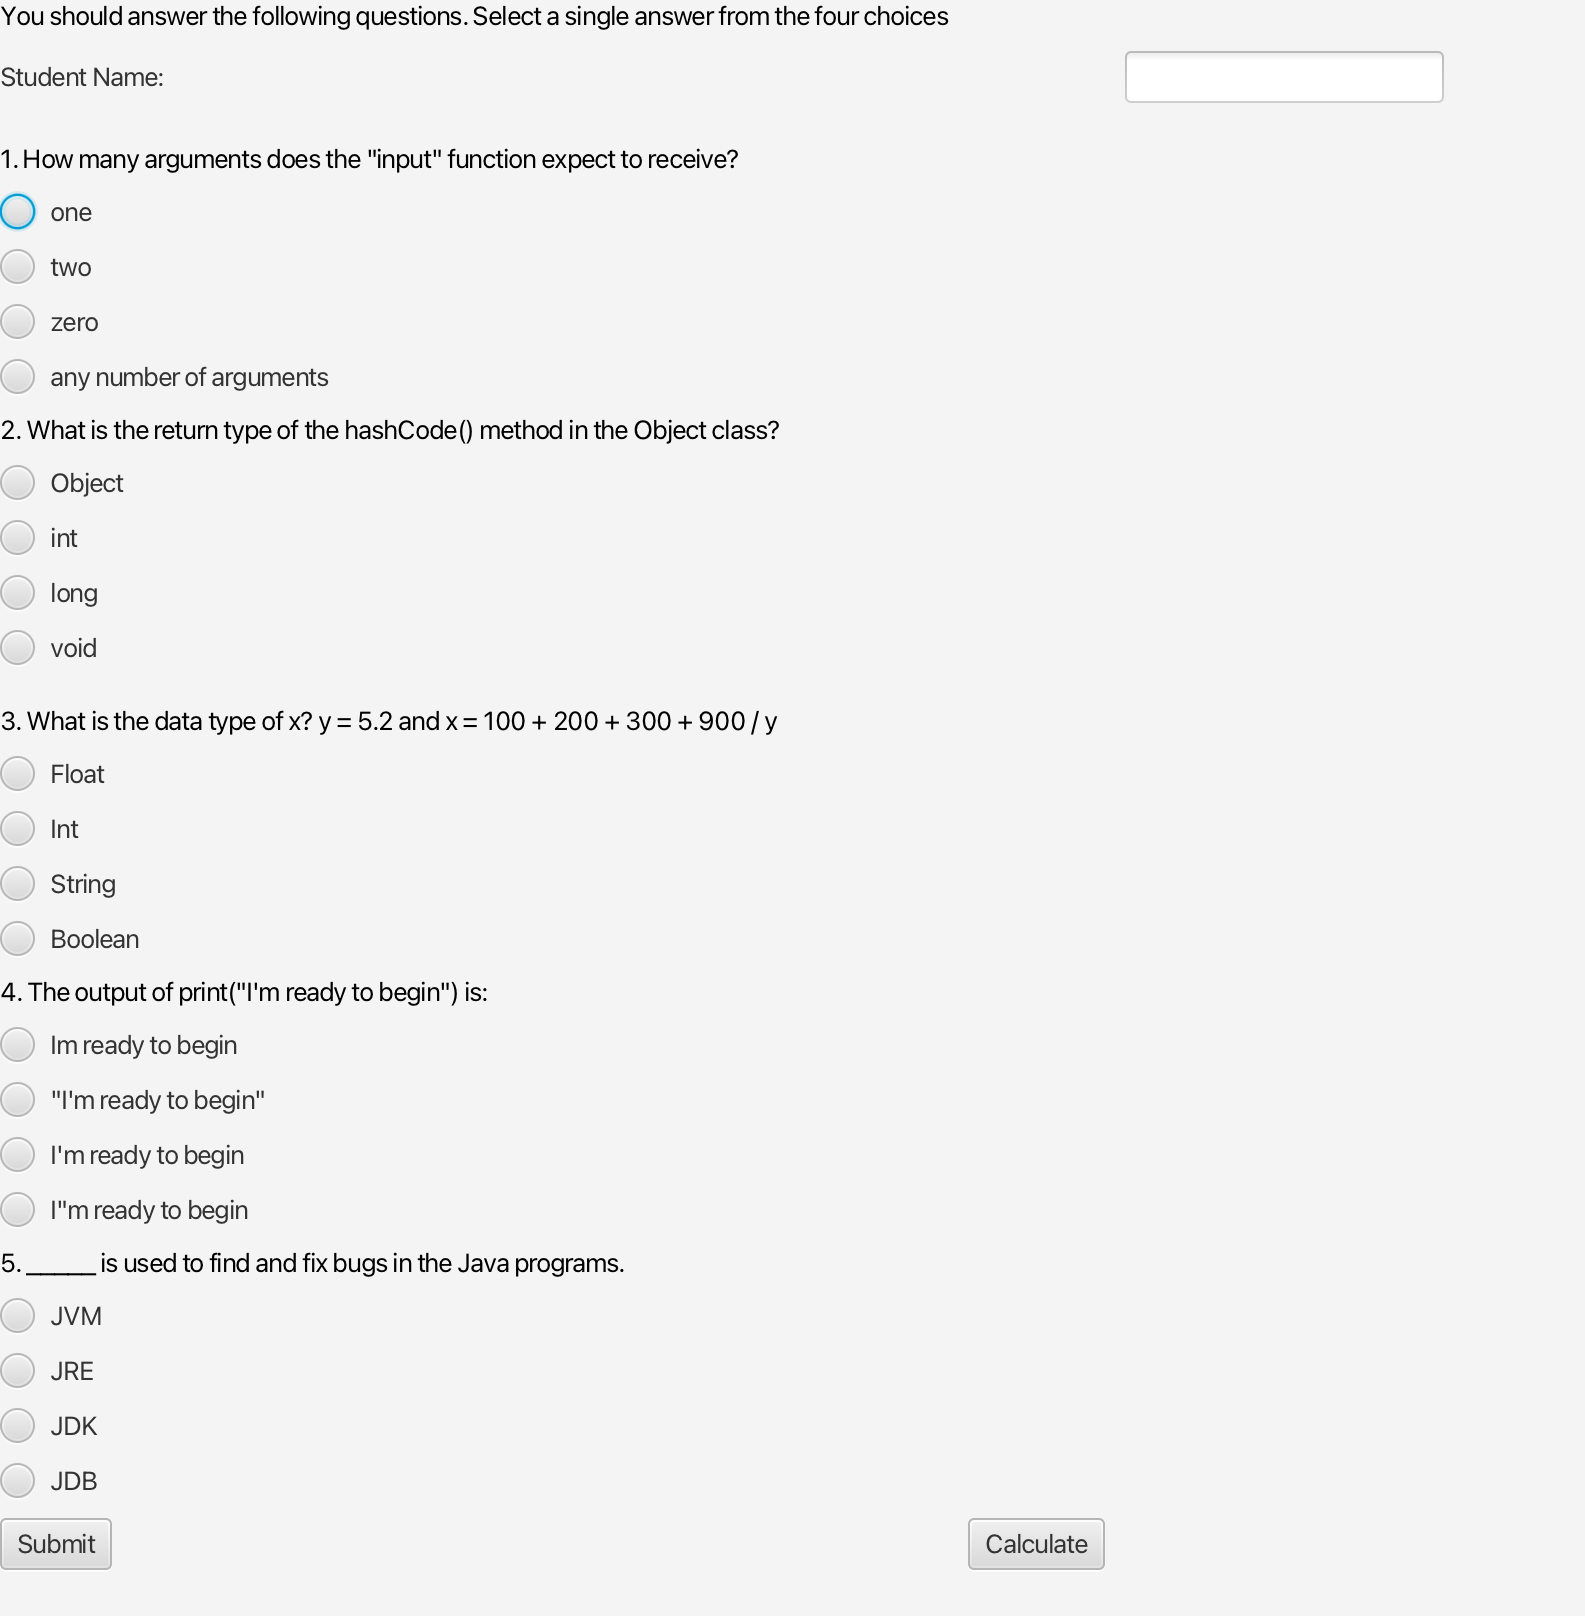 You should answer the following questions. Select a single answer from the four choices
Student Name:
1. How many arguments does the "input" function expect to receive?
one
two
zero
any number of arguments
2. What is the return type of the hashCode() method in the Object class?
Object
int
long
void
3. What is the data type of x? y = 5.2 and x = 100 + 200 + 300 + 900 / y
Float
Int
String
Boolean
4. The output of print("I'm ready to begin") is:
Im ready to begin
"I'm ready to begin"
I'm ready to begin
I"m ready to begin
5. _____ is used to find and fix bugs in the Java programs.
JVM
JRE
JDK
JDB
Submit
Calculate